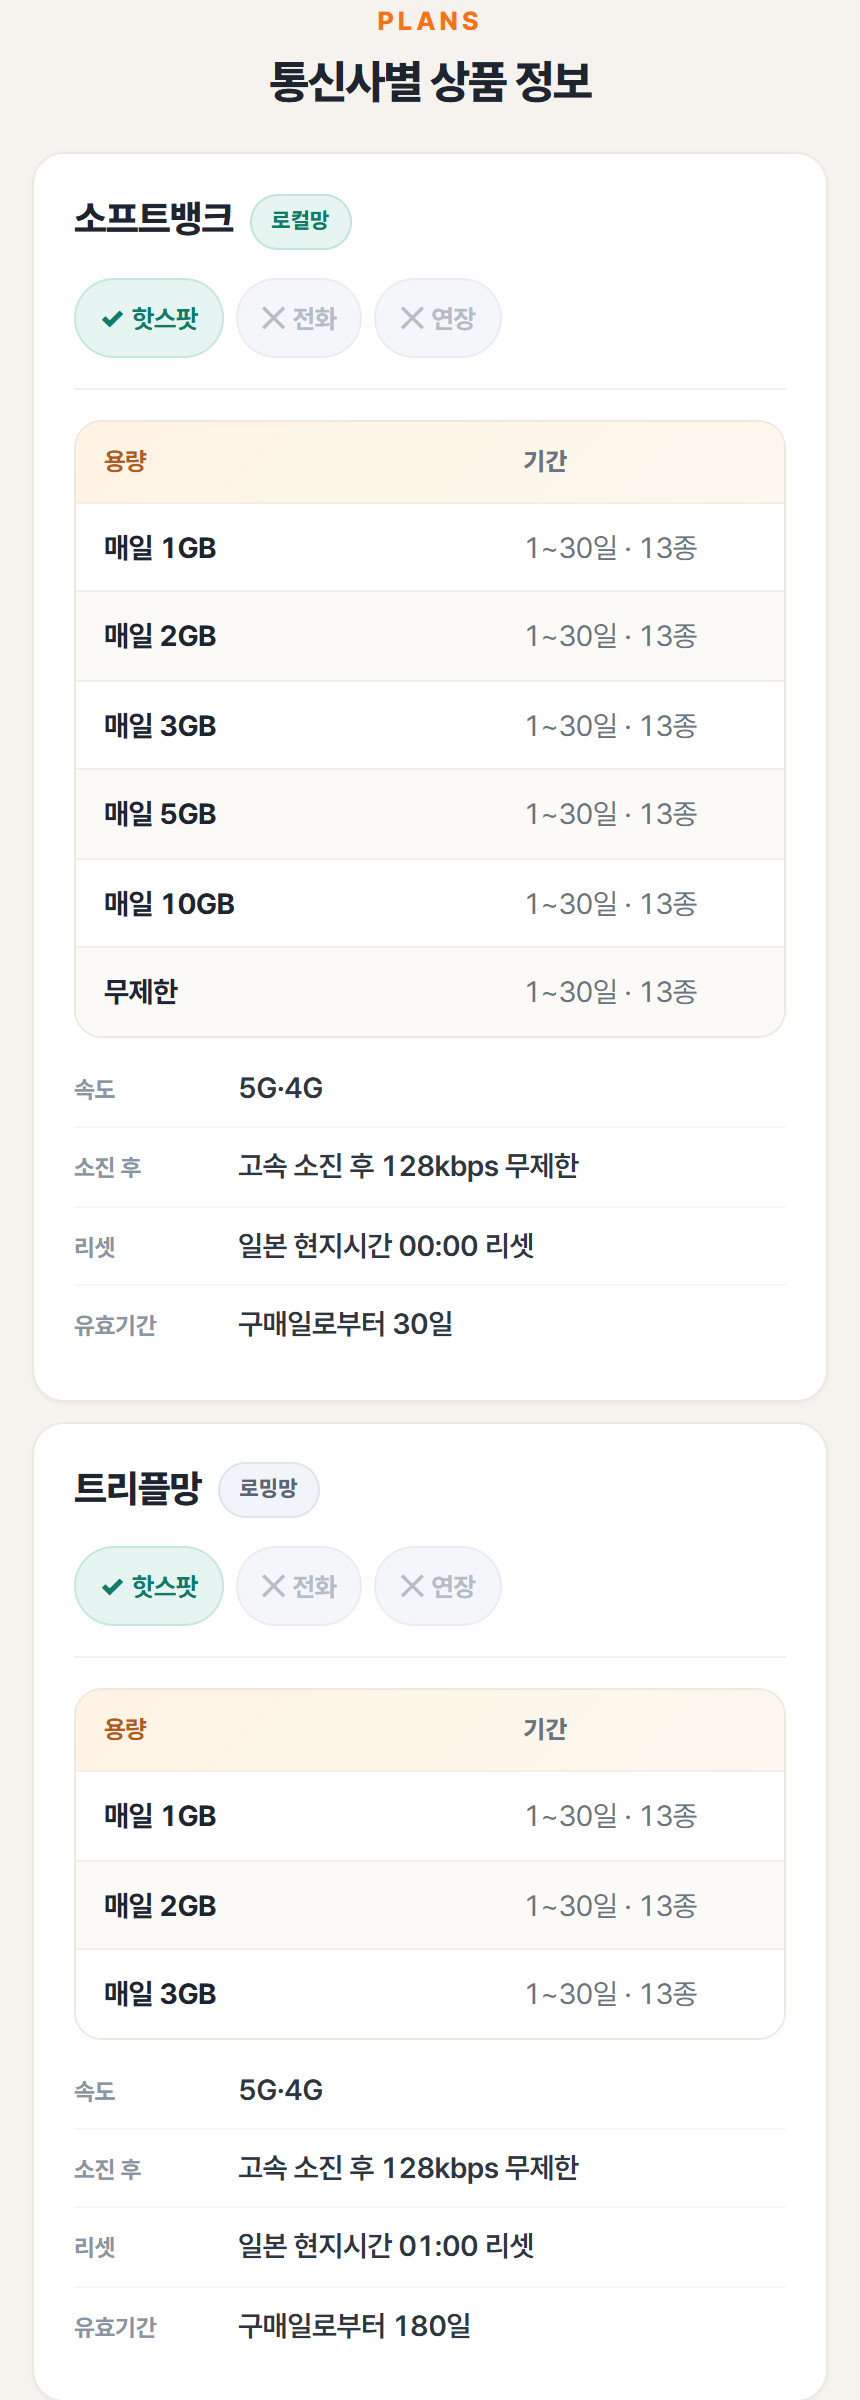 PLANS
통신사별 상품 정보
소프트뱅크 로컬망
✓ 핫스팟 ✕ 전화 ✕ 연장
용량 기간
매일 1GB 1~30일 · 13종
매일 2GB 1~30일 · 13종
매일 3GB 1~30일 · 13종
매일 5GB 1~30일 · 13종
매일 10GB 1~30일 · 13종
무제한 1~30일 · 13종
속도 5G·4G
소진 후 고속 소진 후 128kbps 무제한
리셋 일본 현지시간 00:00 리셋
유효기간 구매일로부터 30일
트리플망 로밍망
✓ 핫스팟 ✕ 전화 ✕ 연장
용량 기간
매일 1GB 1~30일 · 13종
매일 2GB 1~30일 · 13종
매일 3GB 1~30일 · 13종
속도 5G·4G
소진 후 고속 소진 후 128kbps 무제한
리셋 일본 현지시간 01:00 리셋
유효기간 구매일로부터 180일